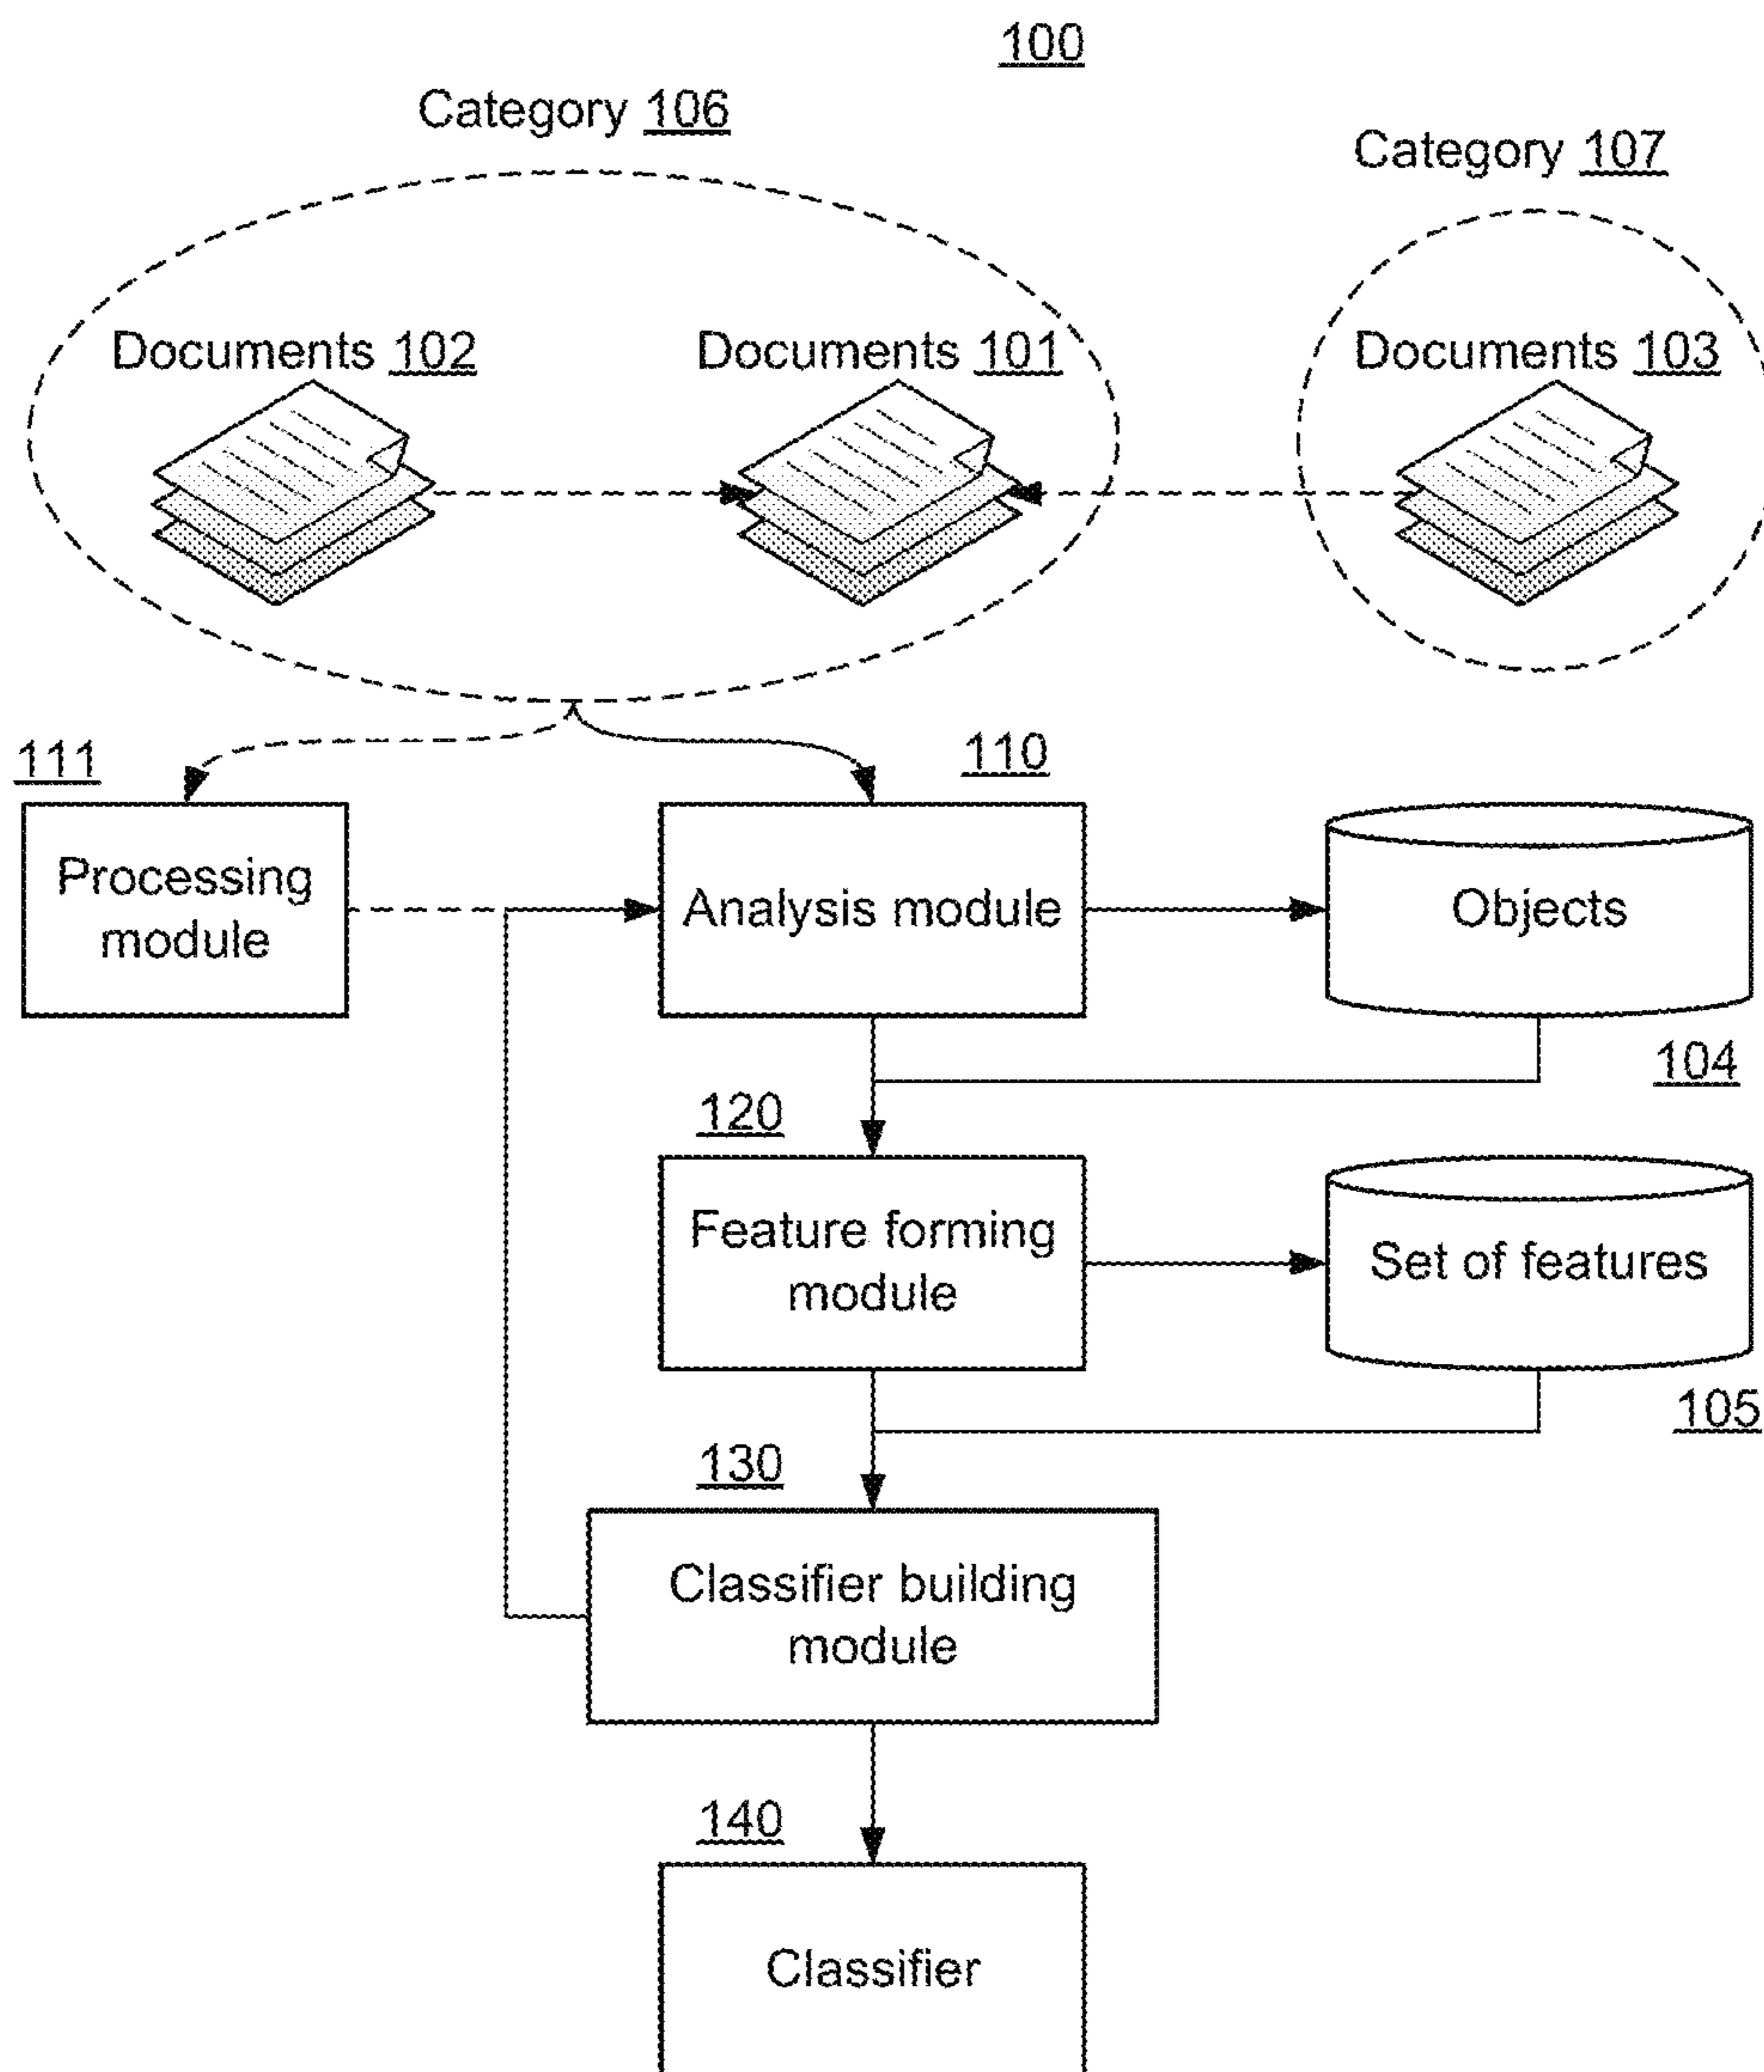 100
Category 106
Category 107
Documents 102
Documents 101
Documents 103
111
110
Processing
module
Analysis module
Objects
104
120
Feature forming
module
Set of features
105
130
Classifier building
module
140
Classifier